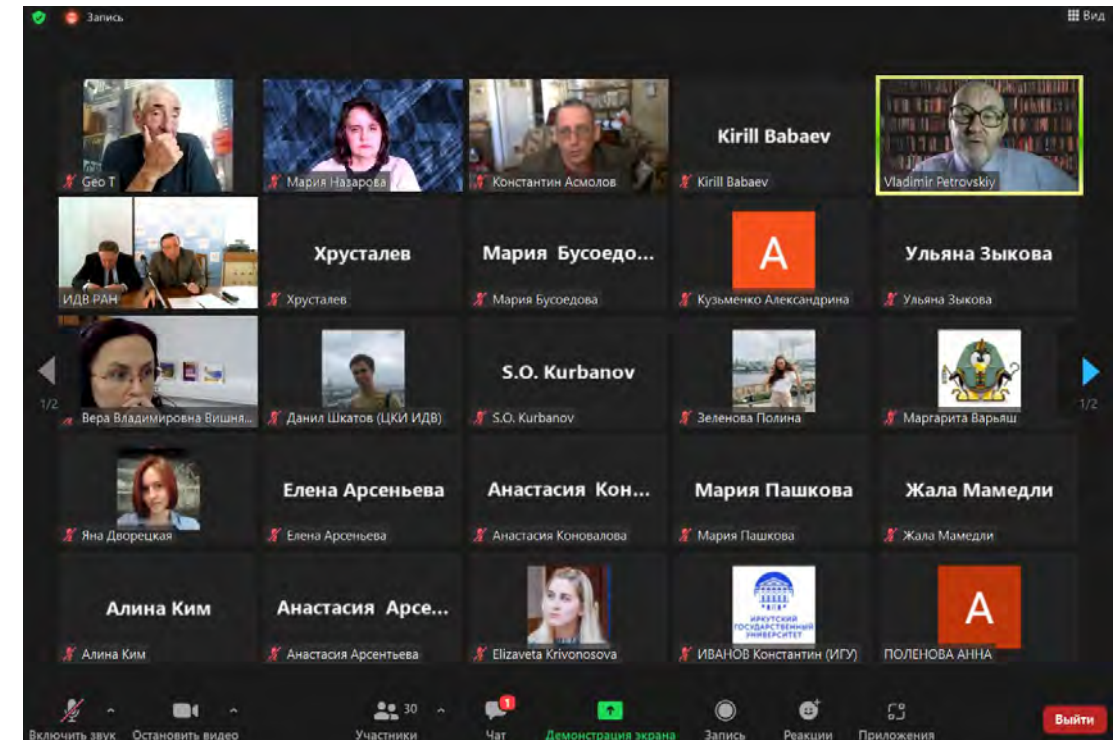 Запись
Вид
Geo T
Мария Назарова
Константин Асмолов
Kirill Babaev
Kirill Babaev
Vladimir Petrovskiy
ИДВ РАН
Хрусталев
Хрусталев
Мария Бусоедо...
Мария Бусоедова
А
Кузьменко Александрина
Ульяна Зыкова
Ульяна Зыкова
1/2
Вера Владимировна Вишня...
Данил Шкатов (ЦКИ ИДВ)
S.O. Kurbanov
S.O. Kurbanov
Зеленова Полина
Маргарита Варьяш
1/2
Яна Дворецкая
Елена Арсеньева
Елена Арсеньева
Анастасия Кон...
Анастасия Коновалова
Мария Пашкова
Мария Пашкова
Жала Мамедли
Жала Мамедли
Алина Ким
Алина Ким
Анастасия Арсе...
Анастасия Арсентьева
Elizaveta Krivonosova
ИРКУТСКИЙ
ГОСУДАРСТВЕННЫЙ
УНИВЕРСИТЕТ
ИВАНОВ Константин (ИГУ)
А
ПОЛЕНОВА АННА
Включить звук
Остановить видео
30
Участники
1
Чат
Демонстрация экрана
Запись
Реакции
Приложения
Выйти